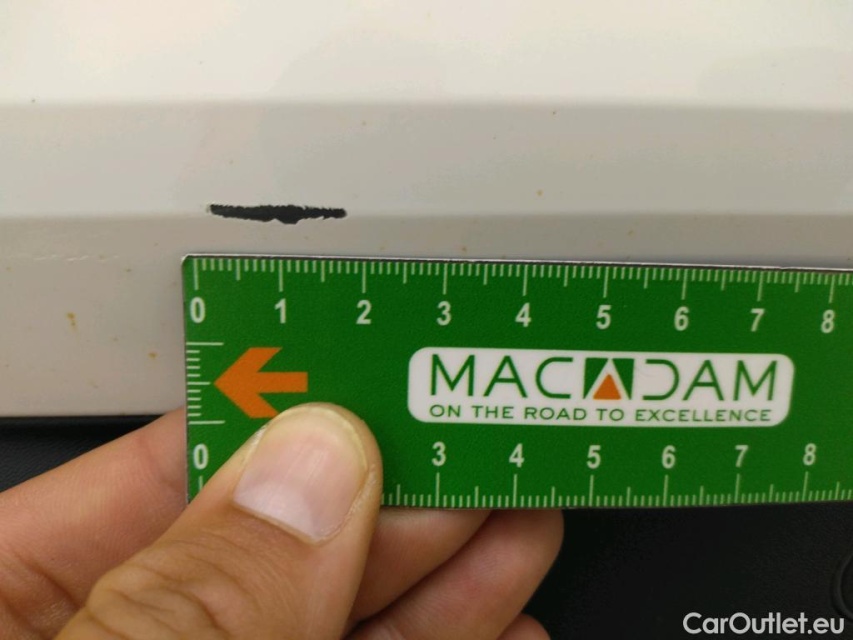 0 1 2 3 4 5 6 7 8
MACADAM
ON THE ROAD TO EXCELLENCE
0 3 4 5 6 7 8
CarOutlet.eu